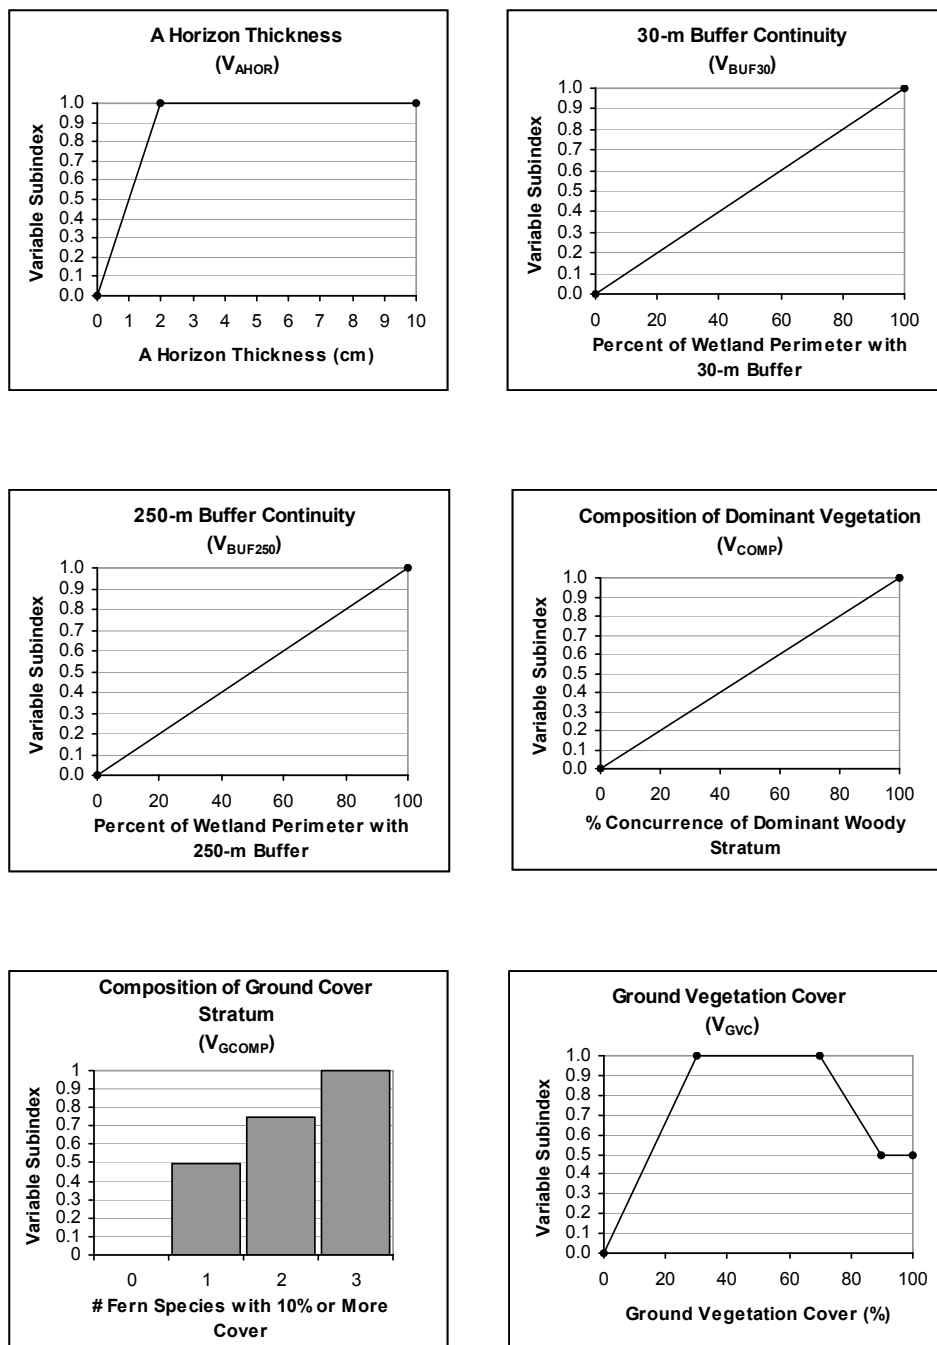 A Horizon Thickness
(V_AHOR)
1.0
0.9
0.8
0.7
0.6
0.5
0.4
0.3
0.2
0.1
0.0
Variable Subindex
0 1 2 3 4 5 6 7 8 9 10
A Horizon Thickness (cm)
30-m Buffer Continuity
(V_BUF30)
1.0
0.9
0.8
0.7
0.6
0.5
0.4
0.3
0.2
0.1
0.0
Variable Subindex
0 20 40 60 80 100
Percent of Wetland Perimeter with
30-m Buffer
250-m Buffer Continuity
(V_BUF250)
1.0
0.9
0.8
0.7
0.6
0.5
0.4
0.3
0.2
0.1
0.0
Variable Subindex
0 20 40 60 80 100
Percent of Wetland Perimeter with
250-m Buffer
Composition of Dominant Vegetation
(V_COMP)
1.0
0.9
0.8
0.7
0.6
0.5
0.4
0.3
0.2
0.1
0.0
Variable Subindex
0 20 40 60 80 100
% Concurrence of Dominant Woody
Stratum
Composition of Ground Cover
Stratum
(V_GCOMP)
1
0.9
0.8
0.7
0.6
0.5
0.4
0.3
0.2
0.1
0
Variable Subindex
0 1 2 3
# Fern Species with 10% or More
Cover
Ground Vegetation Cover
(V_GVC)
1.0
0.9
0.8
0.7
0.6
0.5
0.4
0.3
0.2
0.1
0.0
Variable Subindex
0 20 40 60 80 100
Ground Vegetation Cover (%)